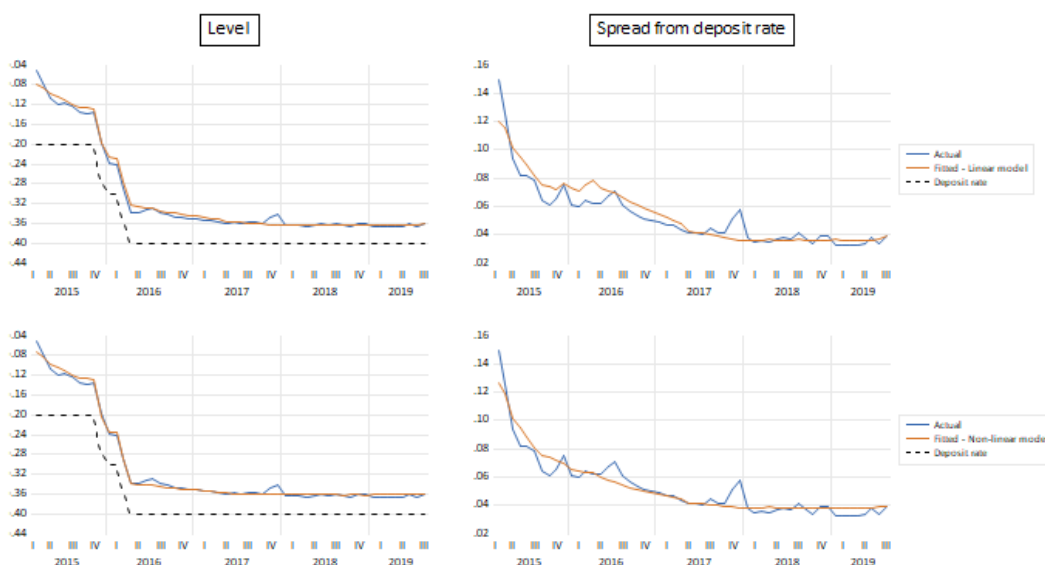 Level
Spread from deposit rate
.04
.08
.12
.20
.24
.28
.32
.36
.40
.44
I II III IV I II III IV I II III IV I II III IV I II III
2015 2016 2017 2018 2019
.16
.14
.12
.10
.08
.06
.04
.02
I II III IV I II III IV I II III IV I II III IV I II III
2015 2016 2017 2018 2019
Actual
Fitted - Linear model
Deposit rate
.04
.08
.12
.16
.20
.24
.28
.32
.36
.40
.44
I II III IV I II III IV I II III IV I II III IV I II III
2015 2016 2017 2018 2019
.16
.14
.12
.10
.08
.06
.04
.02
I II III IV I II III IV I II III IV I II III IV I II III
2015 2016 2017 2018 2019
Actual
Fitted - Non-linear mode
Deposit rate